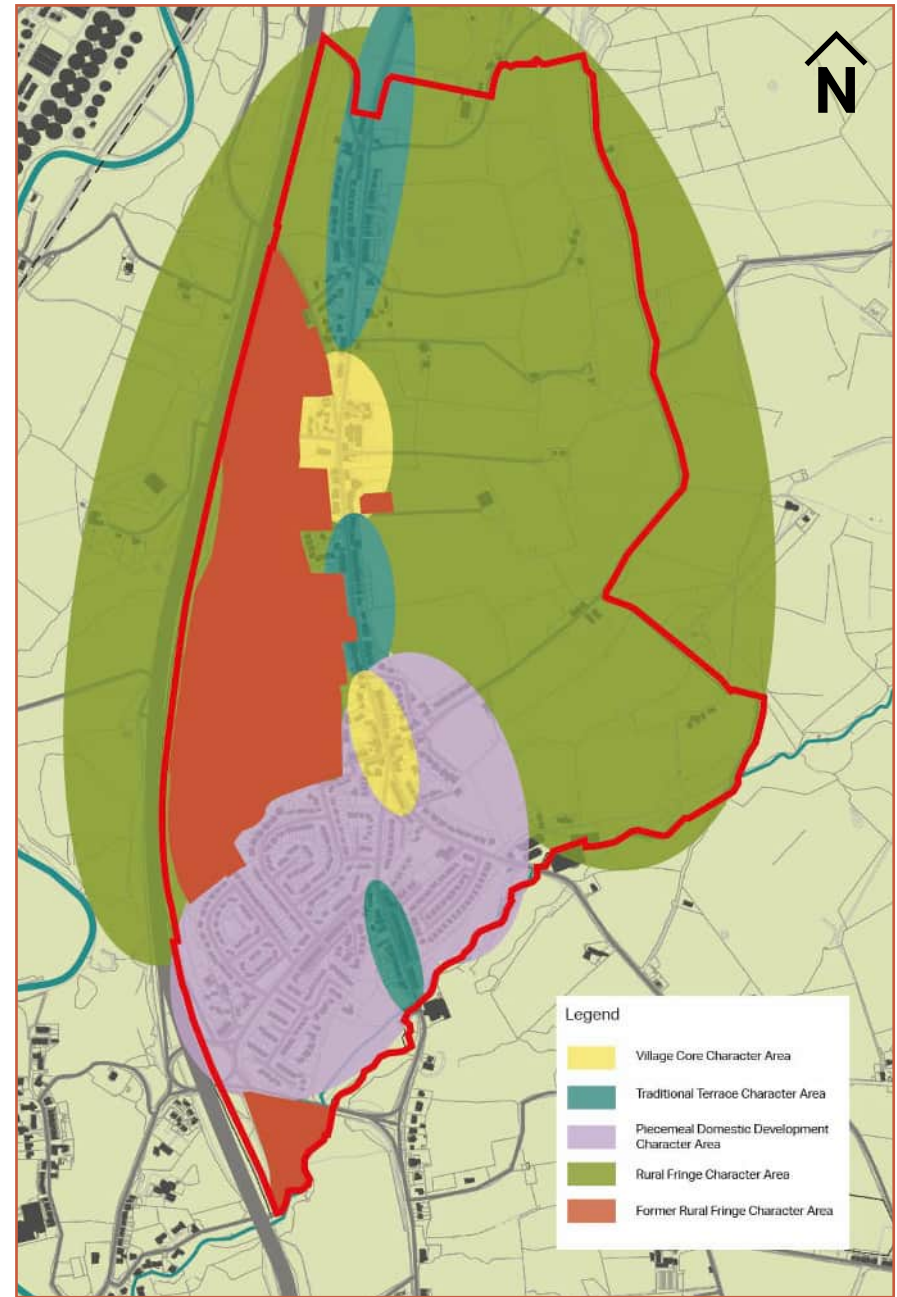 N
Legend
Village Core Character Area
Traditional Terrace Character Area
Piecemeal Domestic Development
Character Area
Rural Fringe Character Area
Former Rural Fringe Character Area